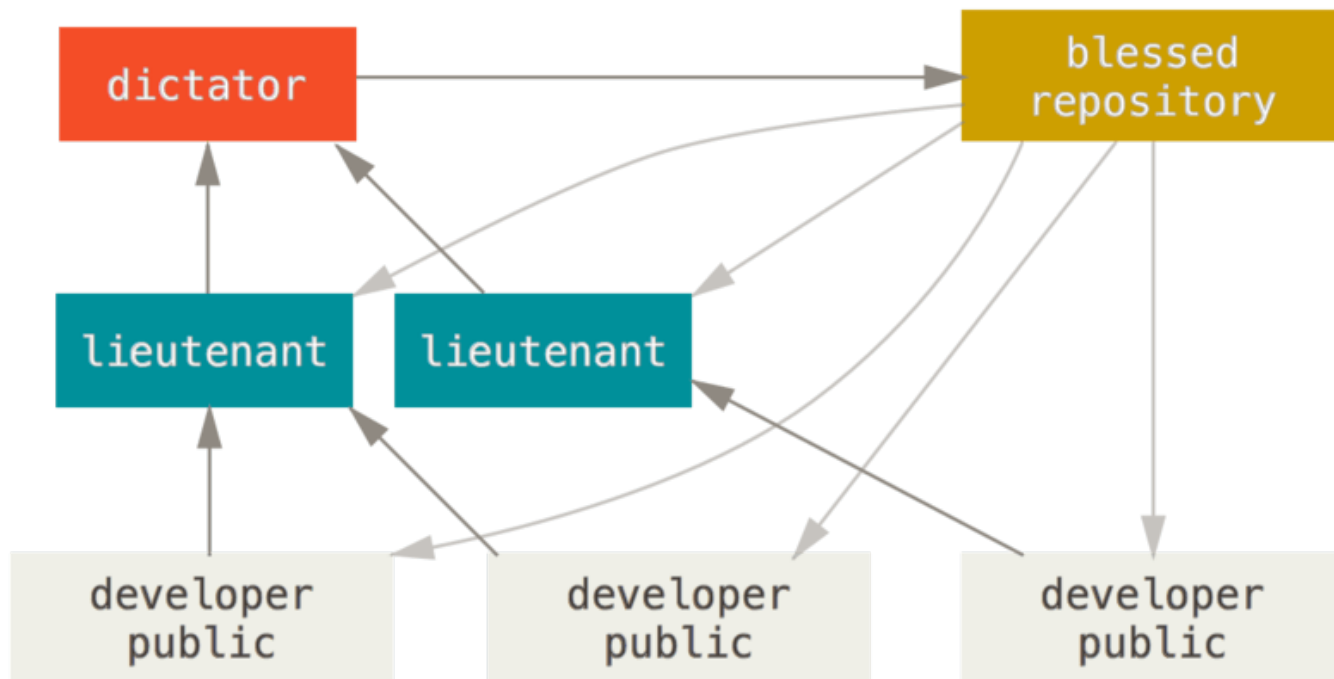 dictator
blessed
repository
lieutenant
lieutenant
developer
public
developer
public
developer
public